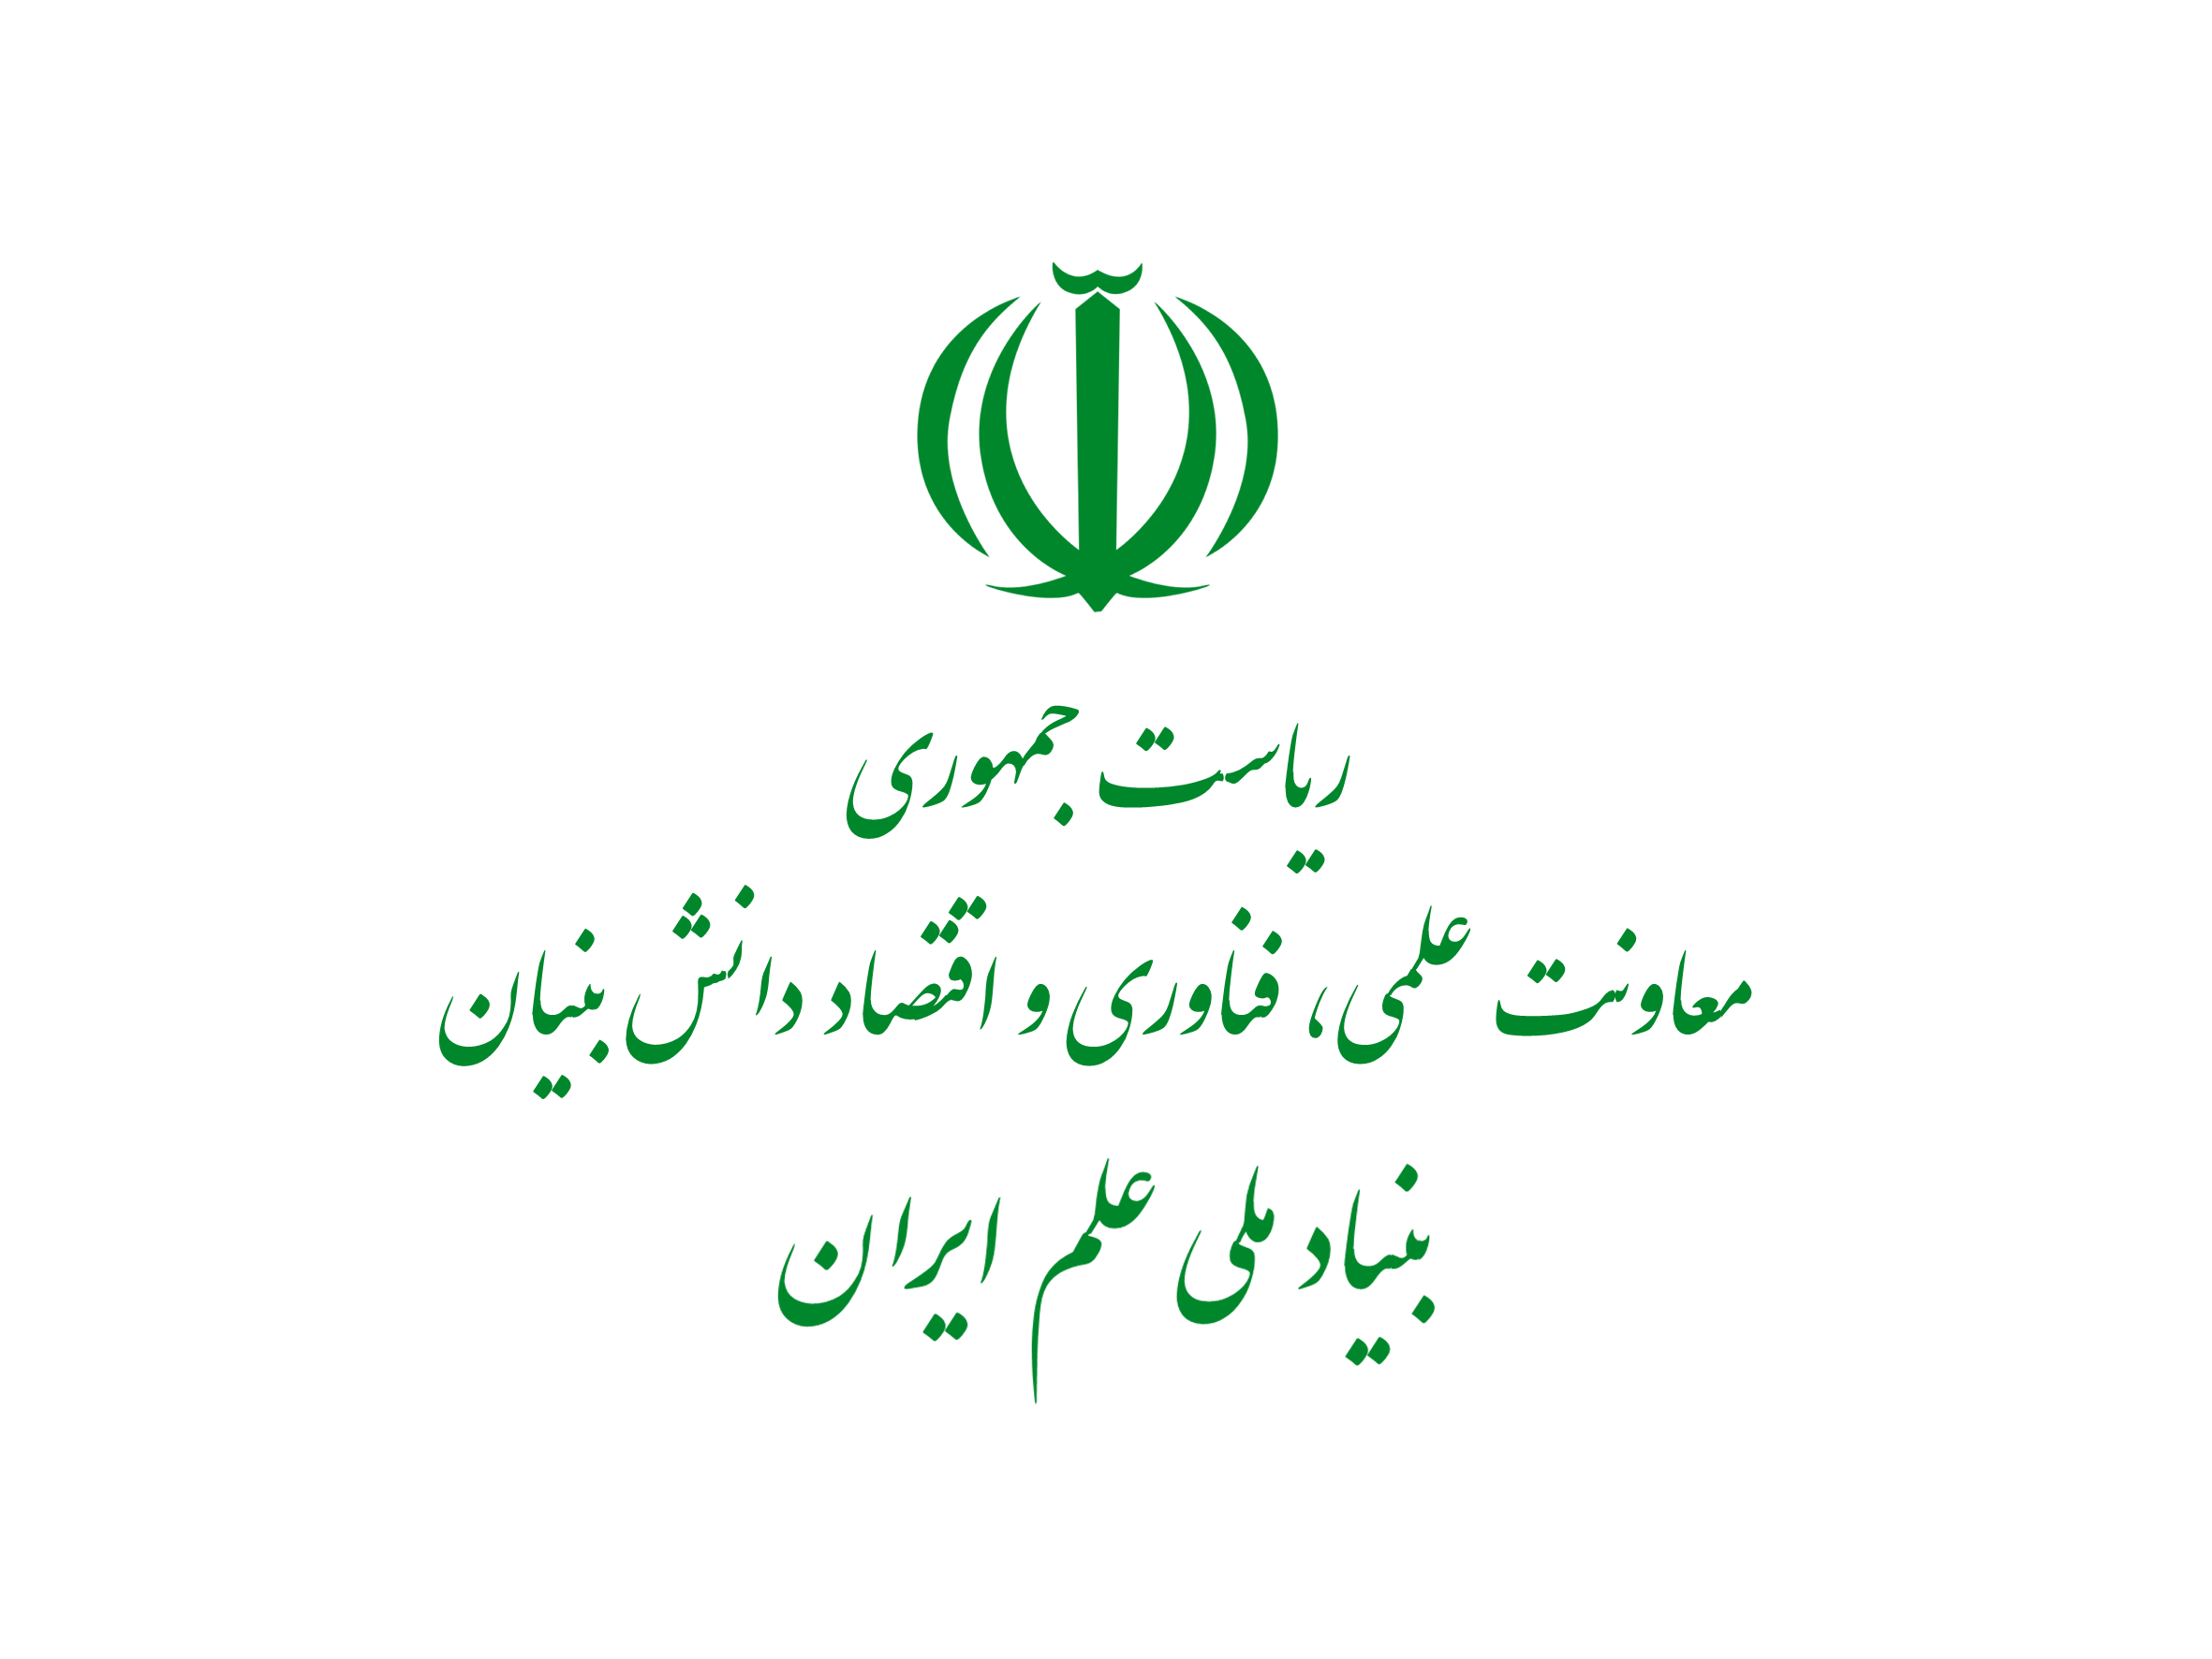 ریاست جمهوری
معاونت علمی، فناوری و اقتصاد دانش بنیان
بنیاد ملی علم ایران